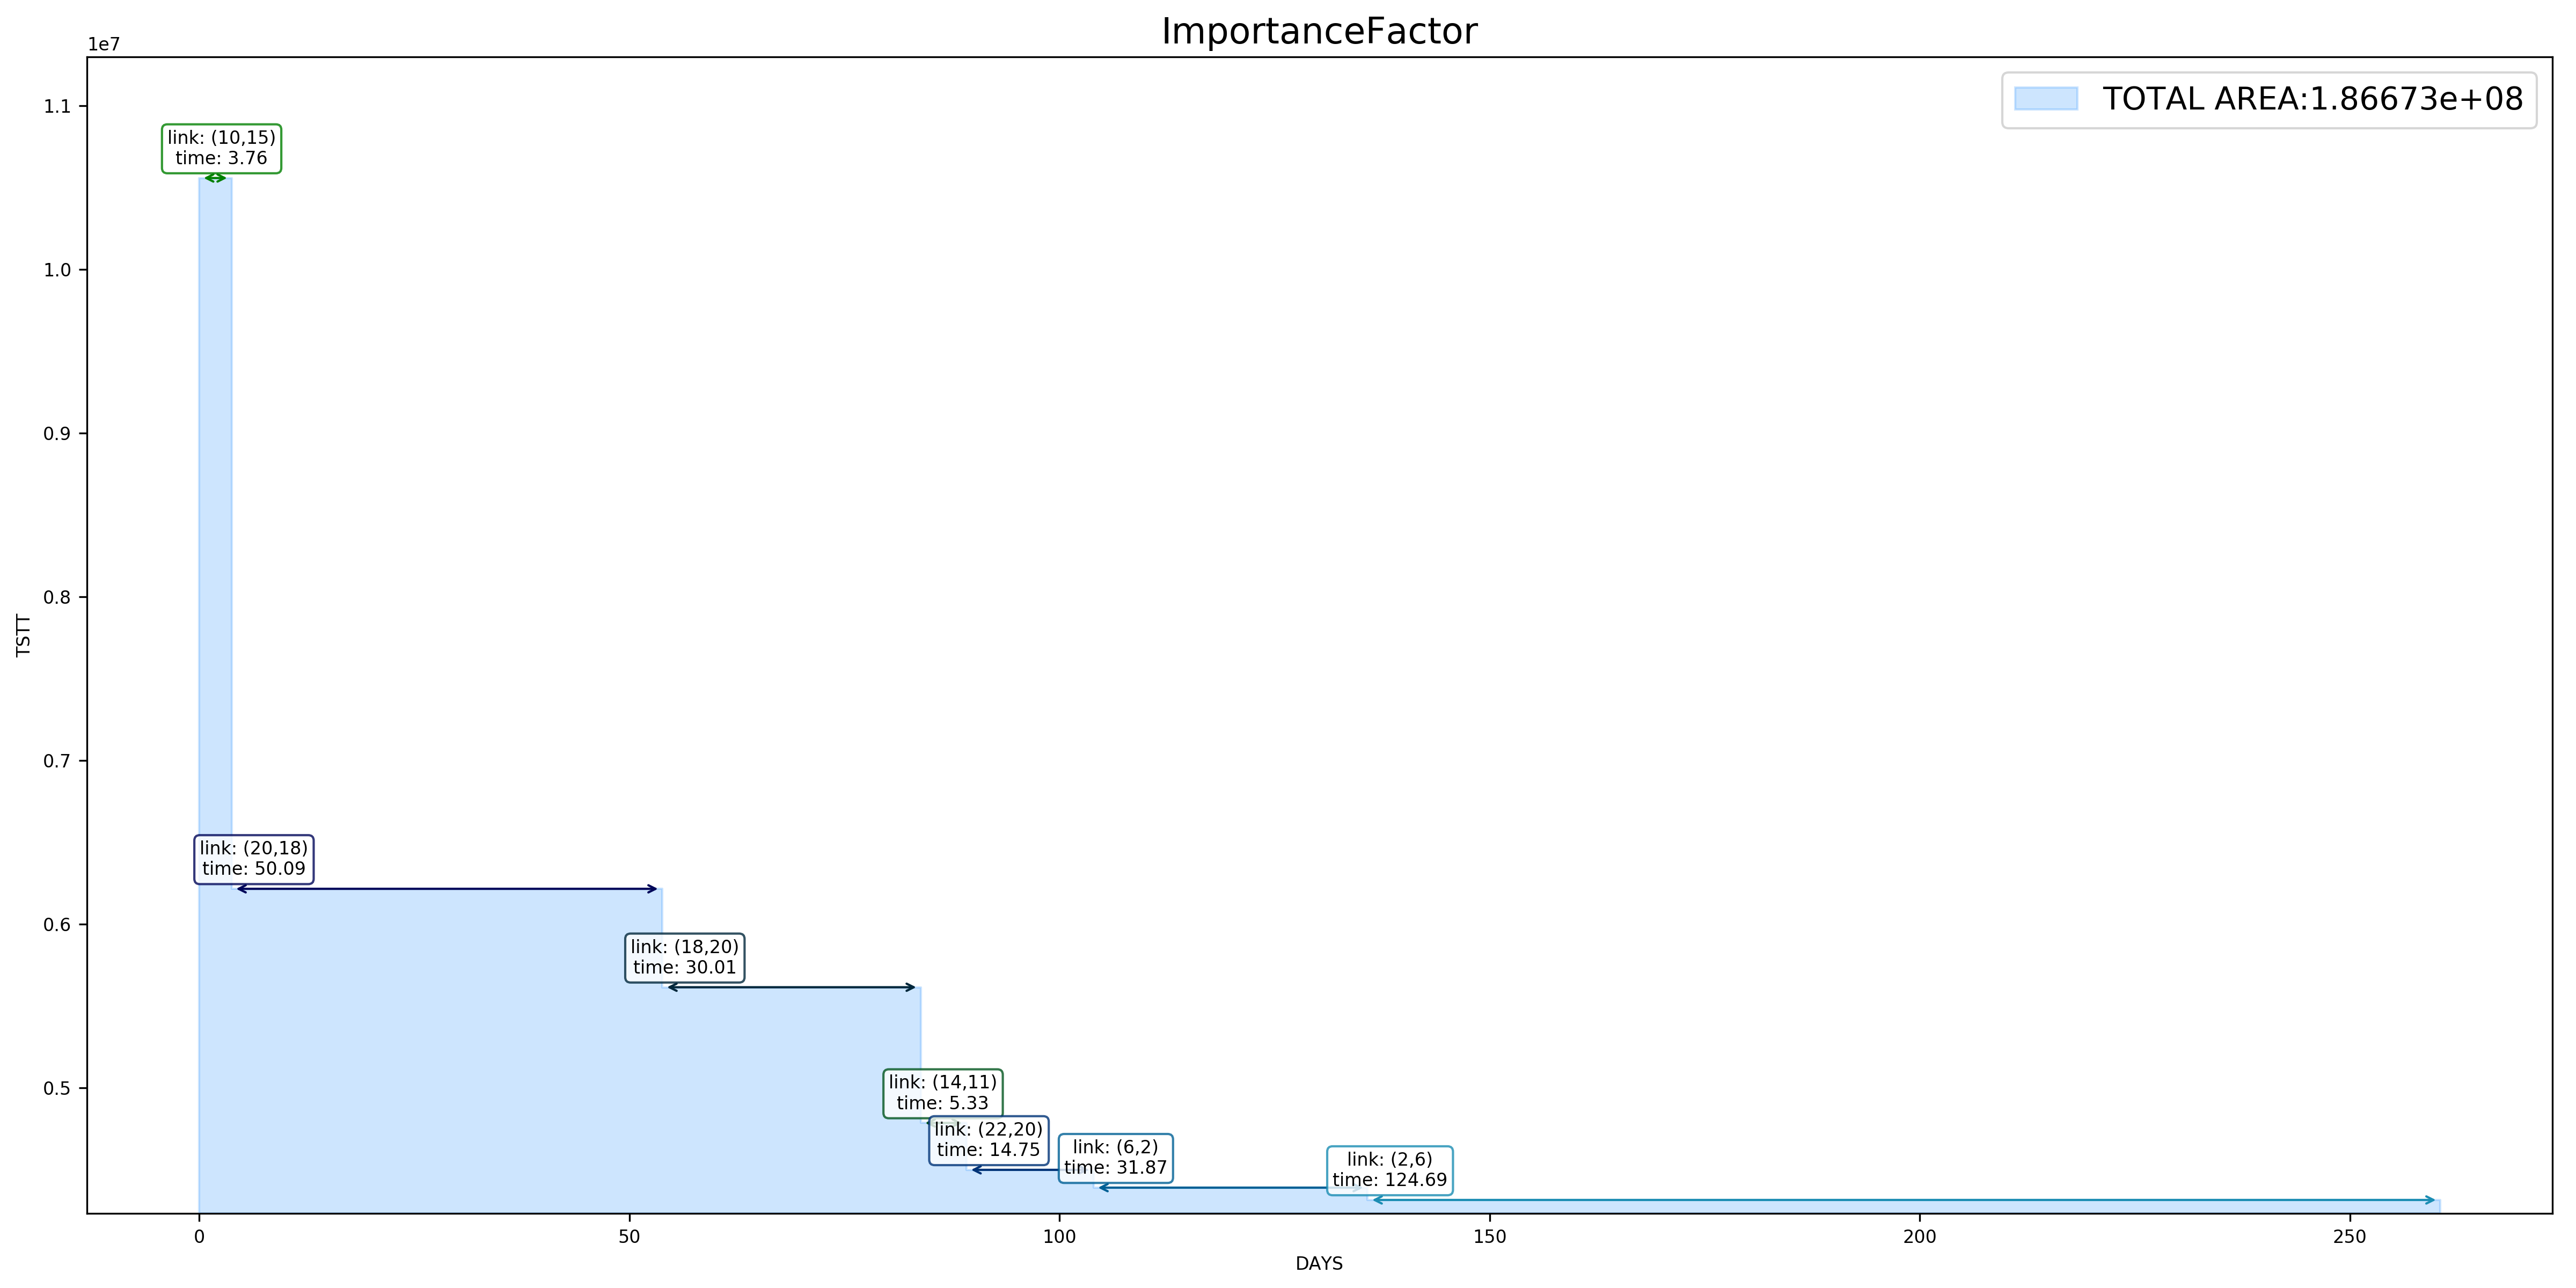 ImportanceFactor
1e7
TOTAL AREA:1.86673e+08
1.1
1.0
0.9
0.8
0.7
0.6
0.5
TSTT
link: (10,15)
time: 3.76
link: (20,18)
time: 50.09
link: (18,20)
time: 30.01
link: (14,11)
time: 5.33
link: (22,20)
time: 14.75
link: (6,2)
time: 31.87
link: (2,6)
time: 124.69
0 50 100 150 200 250
DAYS